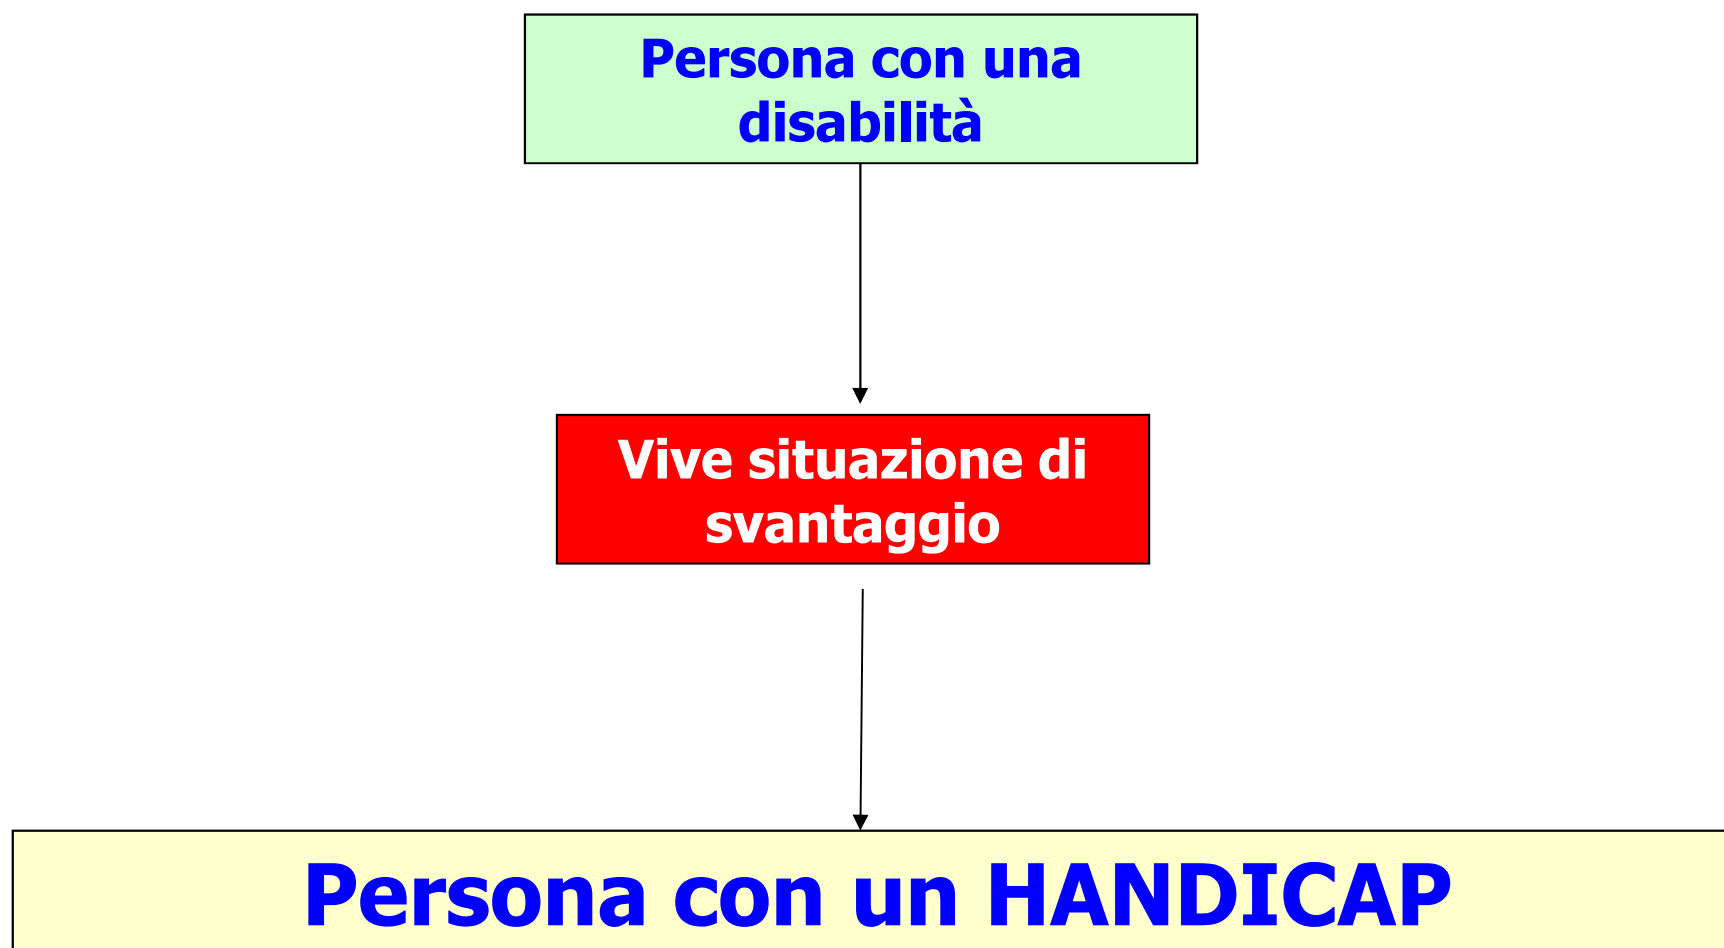 Persona con una
disabilità
Vive situazione di
svantaggio
Persona con un HANDICAP